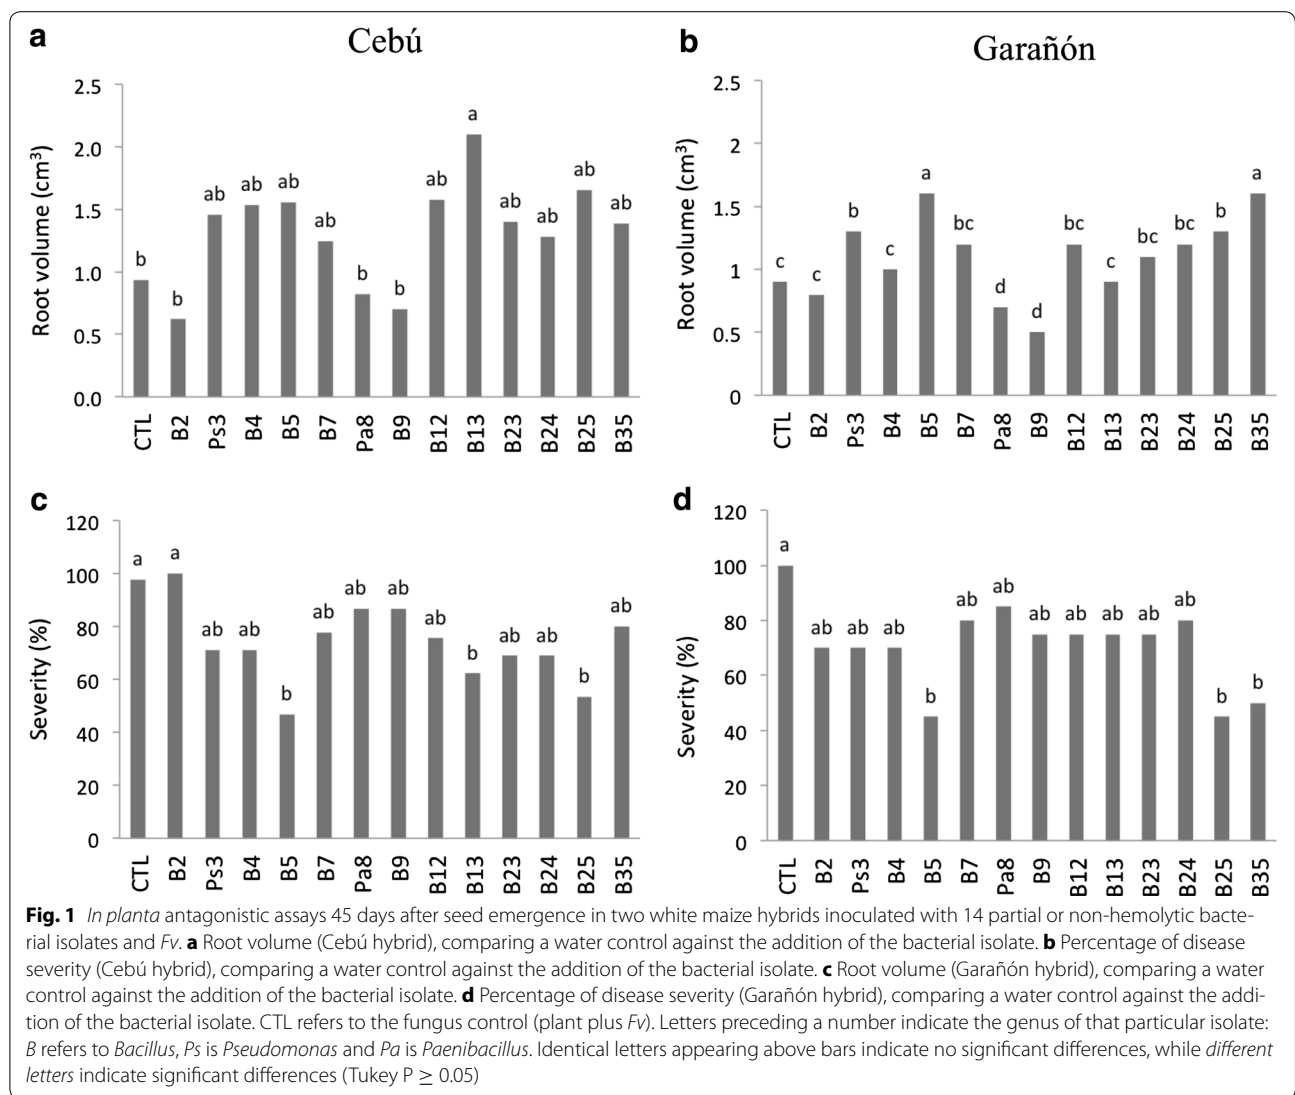 a
Cebú
b
Garañón
2.5
2.0
1.5
1.0
0.5
0.0
Root volume (cm³)
b b ab ab ab ab b b ab a ab ab ab ab
CTL B2 Ps3 B4 B5 B7 Pa8 B9 B12 B13 B23 B24 B25 B35
2.5
2
1.5
1
0.5
0
Root volume (cm³)
c c b c a bc d d bc c bc bc b a
CTL B2 Ps3 B4 B5 B7 Pa8 B9 B12 B13 B23 B24 B25 B35
c
120
100
80
60
40
20
0
Severity (%)
a a ab ab b ab ab ab ab b ab ab b ab
CTL B2 Ps3 B4 B5 B7 Pa8 B9 B12 B13 B23 B24 B25 B35
d
120
100
80
60
40
20
0
Severity (%)
a ab ab ab b ab ab ab ab ab ab ab b b
CTL B2 Ps3 B4 B5 B7 Pa8 B9 B12 B13 B23 B24 B25 B35
Fig. 1 In planta antagonistic assays 45 days after seed emergence in two white maize hybrids inoculated with 14 partial or non-hemolytic bacte-
rial isolates and Fv. a Root volume (Cebú hybrid), comparing a water control against the addition of the bacterial isolate. b Percentage of disease
severity (Cebú hybrid), comparing a water control against the addition of the bacterial isolate. c Root volume (Garañón hybrid), comparing a water
control against the addition of the bacterial isolate. d Percentage of disease severity (Garañón hybrid), comparing a water control against the addi-
tion of the bacterial isolate. CTL refers to the fungus control (plant plus Fv). Letters preceding a number indicate the genus of that particular isolate:
B refers to Bacillus, Ps is Pseudomonas and Pa is Paenibacillus. Identical letters appearing above bars indicate no significant differences, while different
letters indicate significant differences (Tukey P ≥ 0.05)